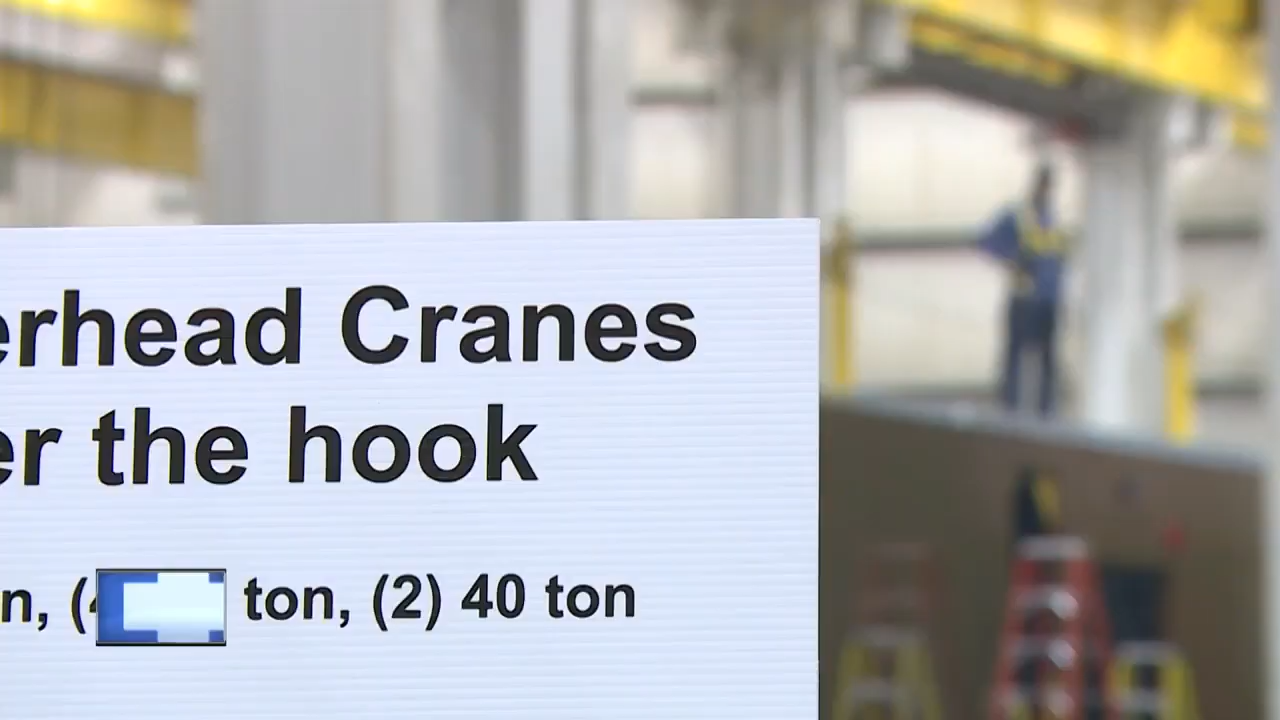 erhead Cranes
er the hook
n, (4 ton, (2) 40 ton